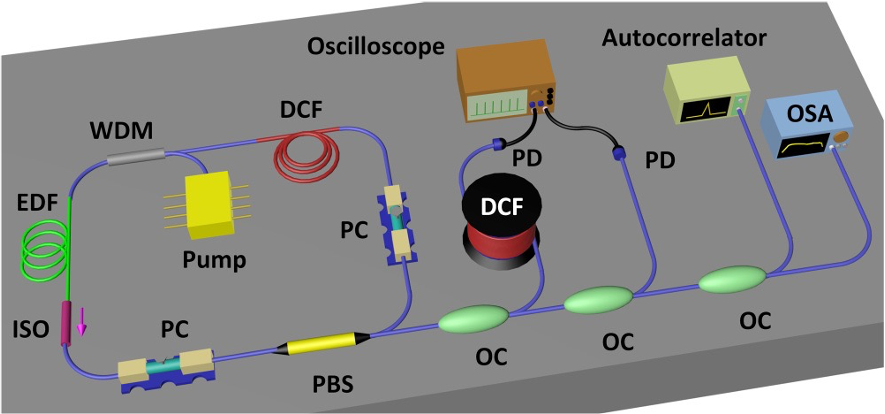 Oscilloscope
Autocorrelator
DCF
OSA
WDM
PD
PD
EDF
DCF
PC
Pump
ISO
PC
PBS
OC
OC
OC